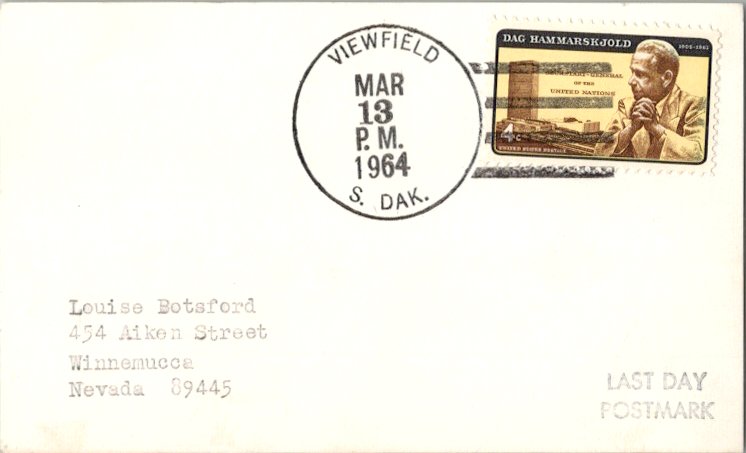 VIEWFIELD
MAR
13
P.M.
1964
S. DAK.
DAG HAMMARSKJOLD 1905-1961
SECRETARY-GENERAL
OF THE
UNITED NATIONS
4c
UNITED STATES POSTAGE
Louise Botsford
454 Aiken Street
Winnemucca
Nevada 89445
LAST DAY
POSTMARK